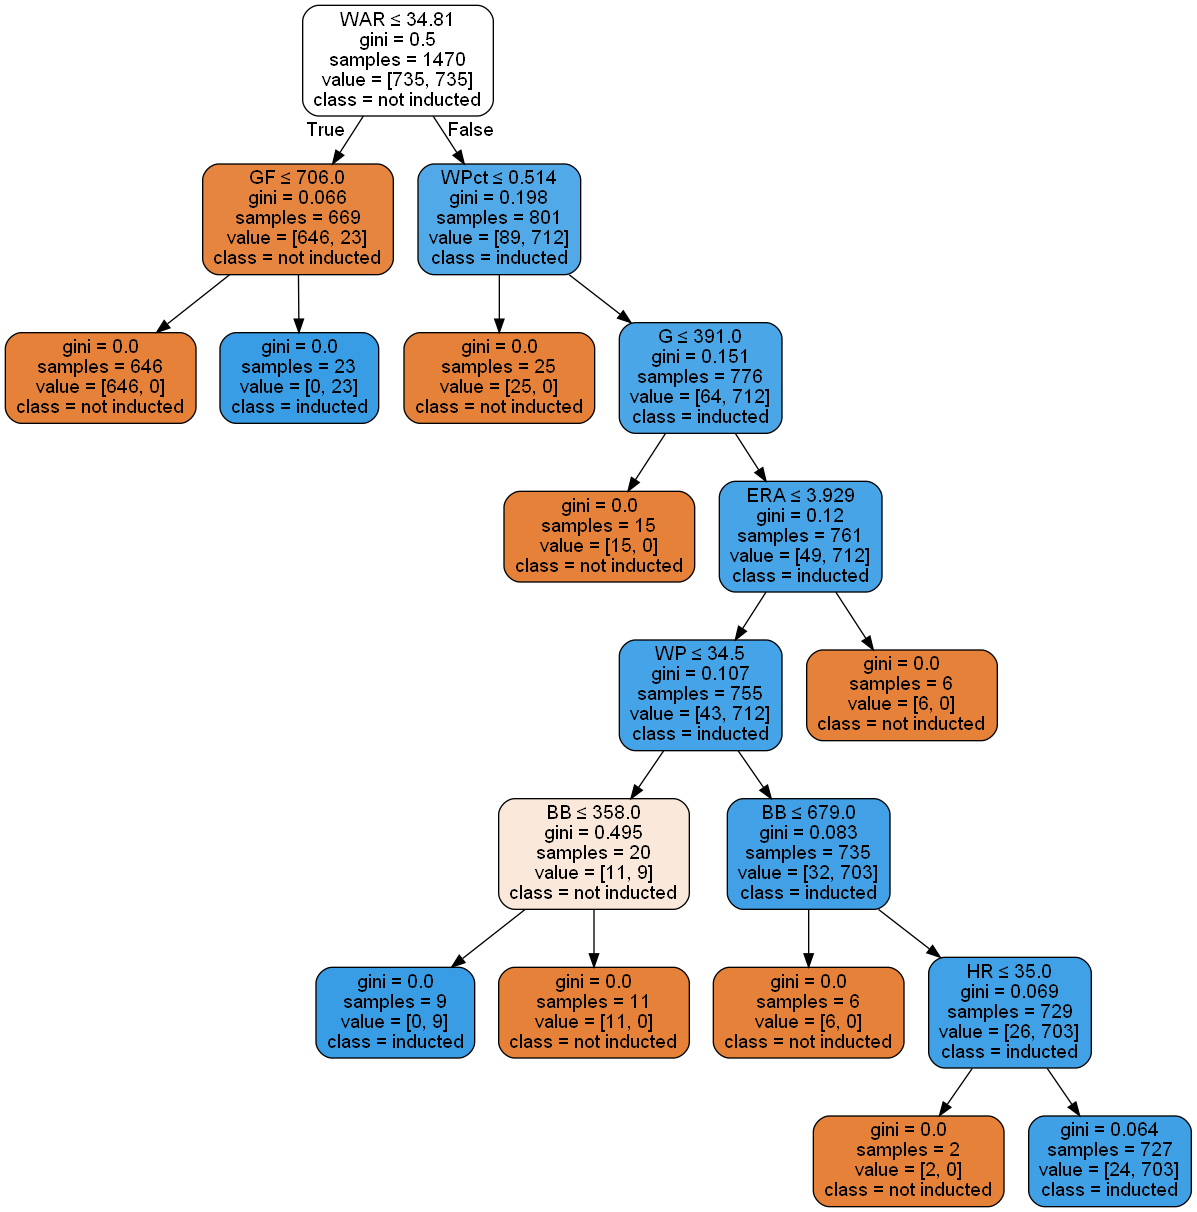 WAR ≤ 34.81
gini = 0.5
samples = 1470
value = [735, 735]
class = not inducted
True
False
GF ≤ 706.0
gini = 0.066
samples = 669
value = [646, 23]
class = not inducted
WPct ≤ 0.514
gini = 0.198
samples = 801
value = [89, 712]
class = inducted
gini = 0.0
samples = 646
value = [646, 0]
class = not inducted
gini = 0.0
samples = 23
value = [0, 23]
class = inducted
gini = 0.0
samples = 25
value = [25, 0]
class = not inducted
G ≤ 391.0
gini = 0.151
samples = 776
value = [64, 712]
class = inducted
gini = 0.0
samples = 15
value = [15, 0]
class = not inducted
ERA ≤ 3.929
gini = 0.12
samples = 761
value = [49, 712]
class = inducted
WP ≤ 34.5
gini = 0.107
samples = 755
value = [43, 712]
class = inducted
gini = 0.0
samples = 6
value = [6, 0]
class = not inducted
BB ≤ 358.0
gini = 0.495
samples = 20
value = [11, 9]
class = not inducted
BB ≤ 679.0
gini = 0.083
samples = 735
value = [32, 703]
class = inducted
gini = 0.0
samples = 9
value = [0, 9]
class = inducted
gini = 0.0
samples = 11
value = [11, 0]
class = not inducted
gini = 0.0
samples = 6
value = [6, 0]
class = not inducted
HR ≤ 35.0
gini = 0.069
samples = 729
value = [26, 703]
class = inducted
gini = 0.0
samples = 2
value = [2, 0]
class = not inducted
gini = 0.064
samples = 727
value = [24, 703]
class = inducted